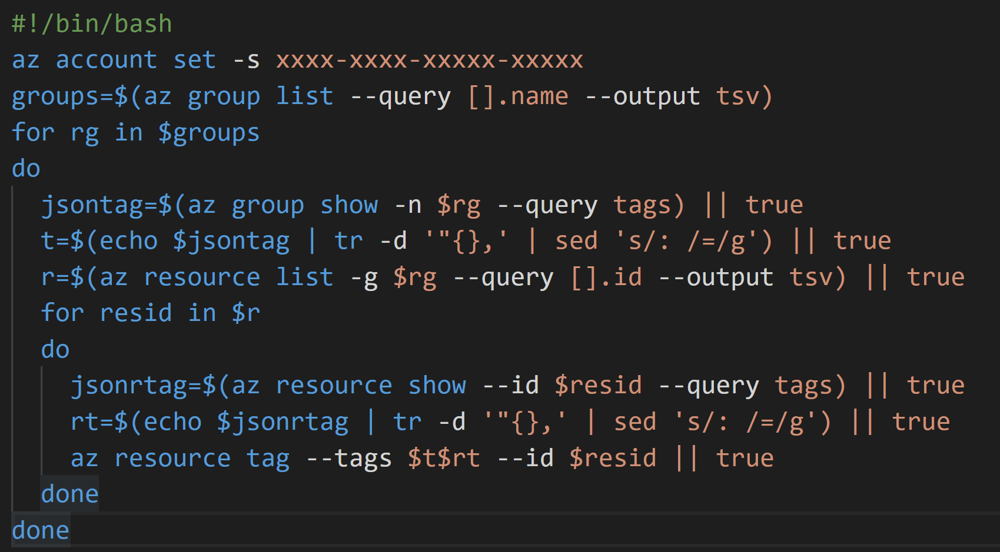 #!/bin/bash
az account set -s xxxx-xxxx-xxxxx-xxxxx
groups=$(az group list --query [].name --output tsv)
for rg in $groups
do
  jsontag=$(az group show -n $rg --query tags) || true
  t=$(echo $jsontag | tr -d '"{},' | sed 's/: /=/g') || true
  r=$(az resource list -g $rg --query [].id --output tsv) || true
  for resid in $r
  do
    jsonrtag=$(az resource show --id $resid --query tags) || true
    rt=$(echo $jsonrtag | tr -d '"{},' | sed 's/: /=/g') || true
    az resource tag --tags $t$rt --id $resid || true
  done
done